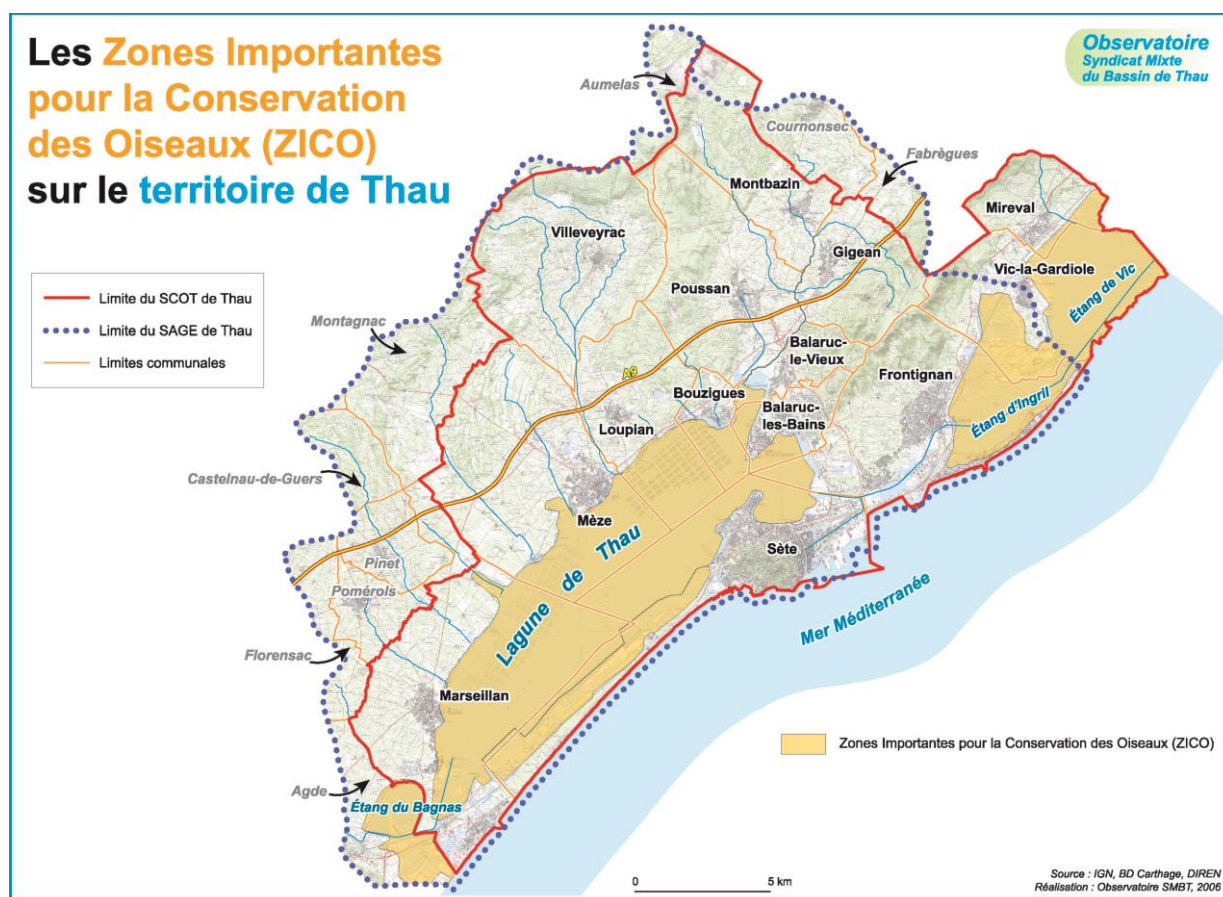 Les Zones Importantes
pour la Conservation
des Oiseaux (ZICO)
sur le territoire de Thau
Observatoire
Syndicat Mixte
du Bassin de Thau
Limite du SCOT de Thau
Limite du SAGE de Thau
Limites communales
Aumelas
Cournonsec
Fabrègues
Montbazin
Mireval
Villeveyrac
Gigean
Vic-la-Gardiole
Poussan
Étang de Vic
Montagnac
Balaruc-
le-Vieux
A9
Frontignan
Bouzigues
Balaruc-
les-Bains
Étang d'Ingril
Loupian
Castelnau-de-Guers
Mèze
Sète
Lagune de Thau
Pinet
Pomérols
Mer Méditerranée
Florensac
Marseillan
Zones Importantes pour la Conservation des Oiseaux (ZICO)
Agde
Étang du Bagnas
0 5 km
Source : IGN, BD Carthage, DIREN
Réalisation : Observatoire SMBT, 2006